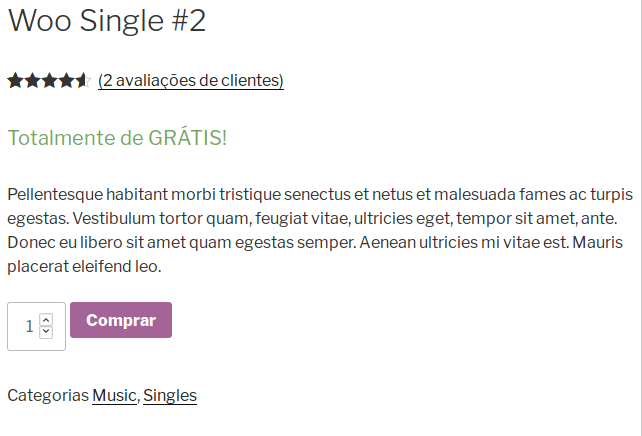 Woo Single #2
(2 avaliações de clientes)
Totalmente de GRÁTIS!
Pellentesque habitant morbi tristique senectus et netus et malesuada fames ac turpis
egestas. Vestibulum tortor quam, feugiat vitae, ultricies eget, tempor sit amet, ante.
Donec eu libero sit amet quam egestas semper. Aenean ultricies mi vitae est. Mauris
placerat eleifend leo.
1 Comprar
Categorias Music, Singles